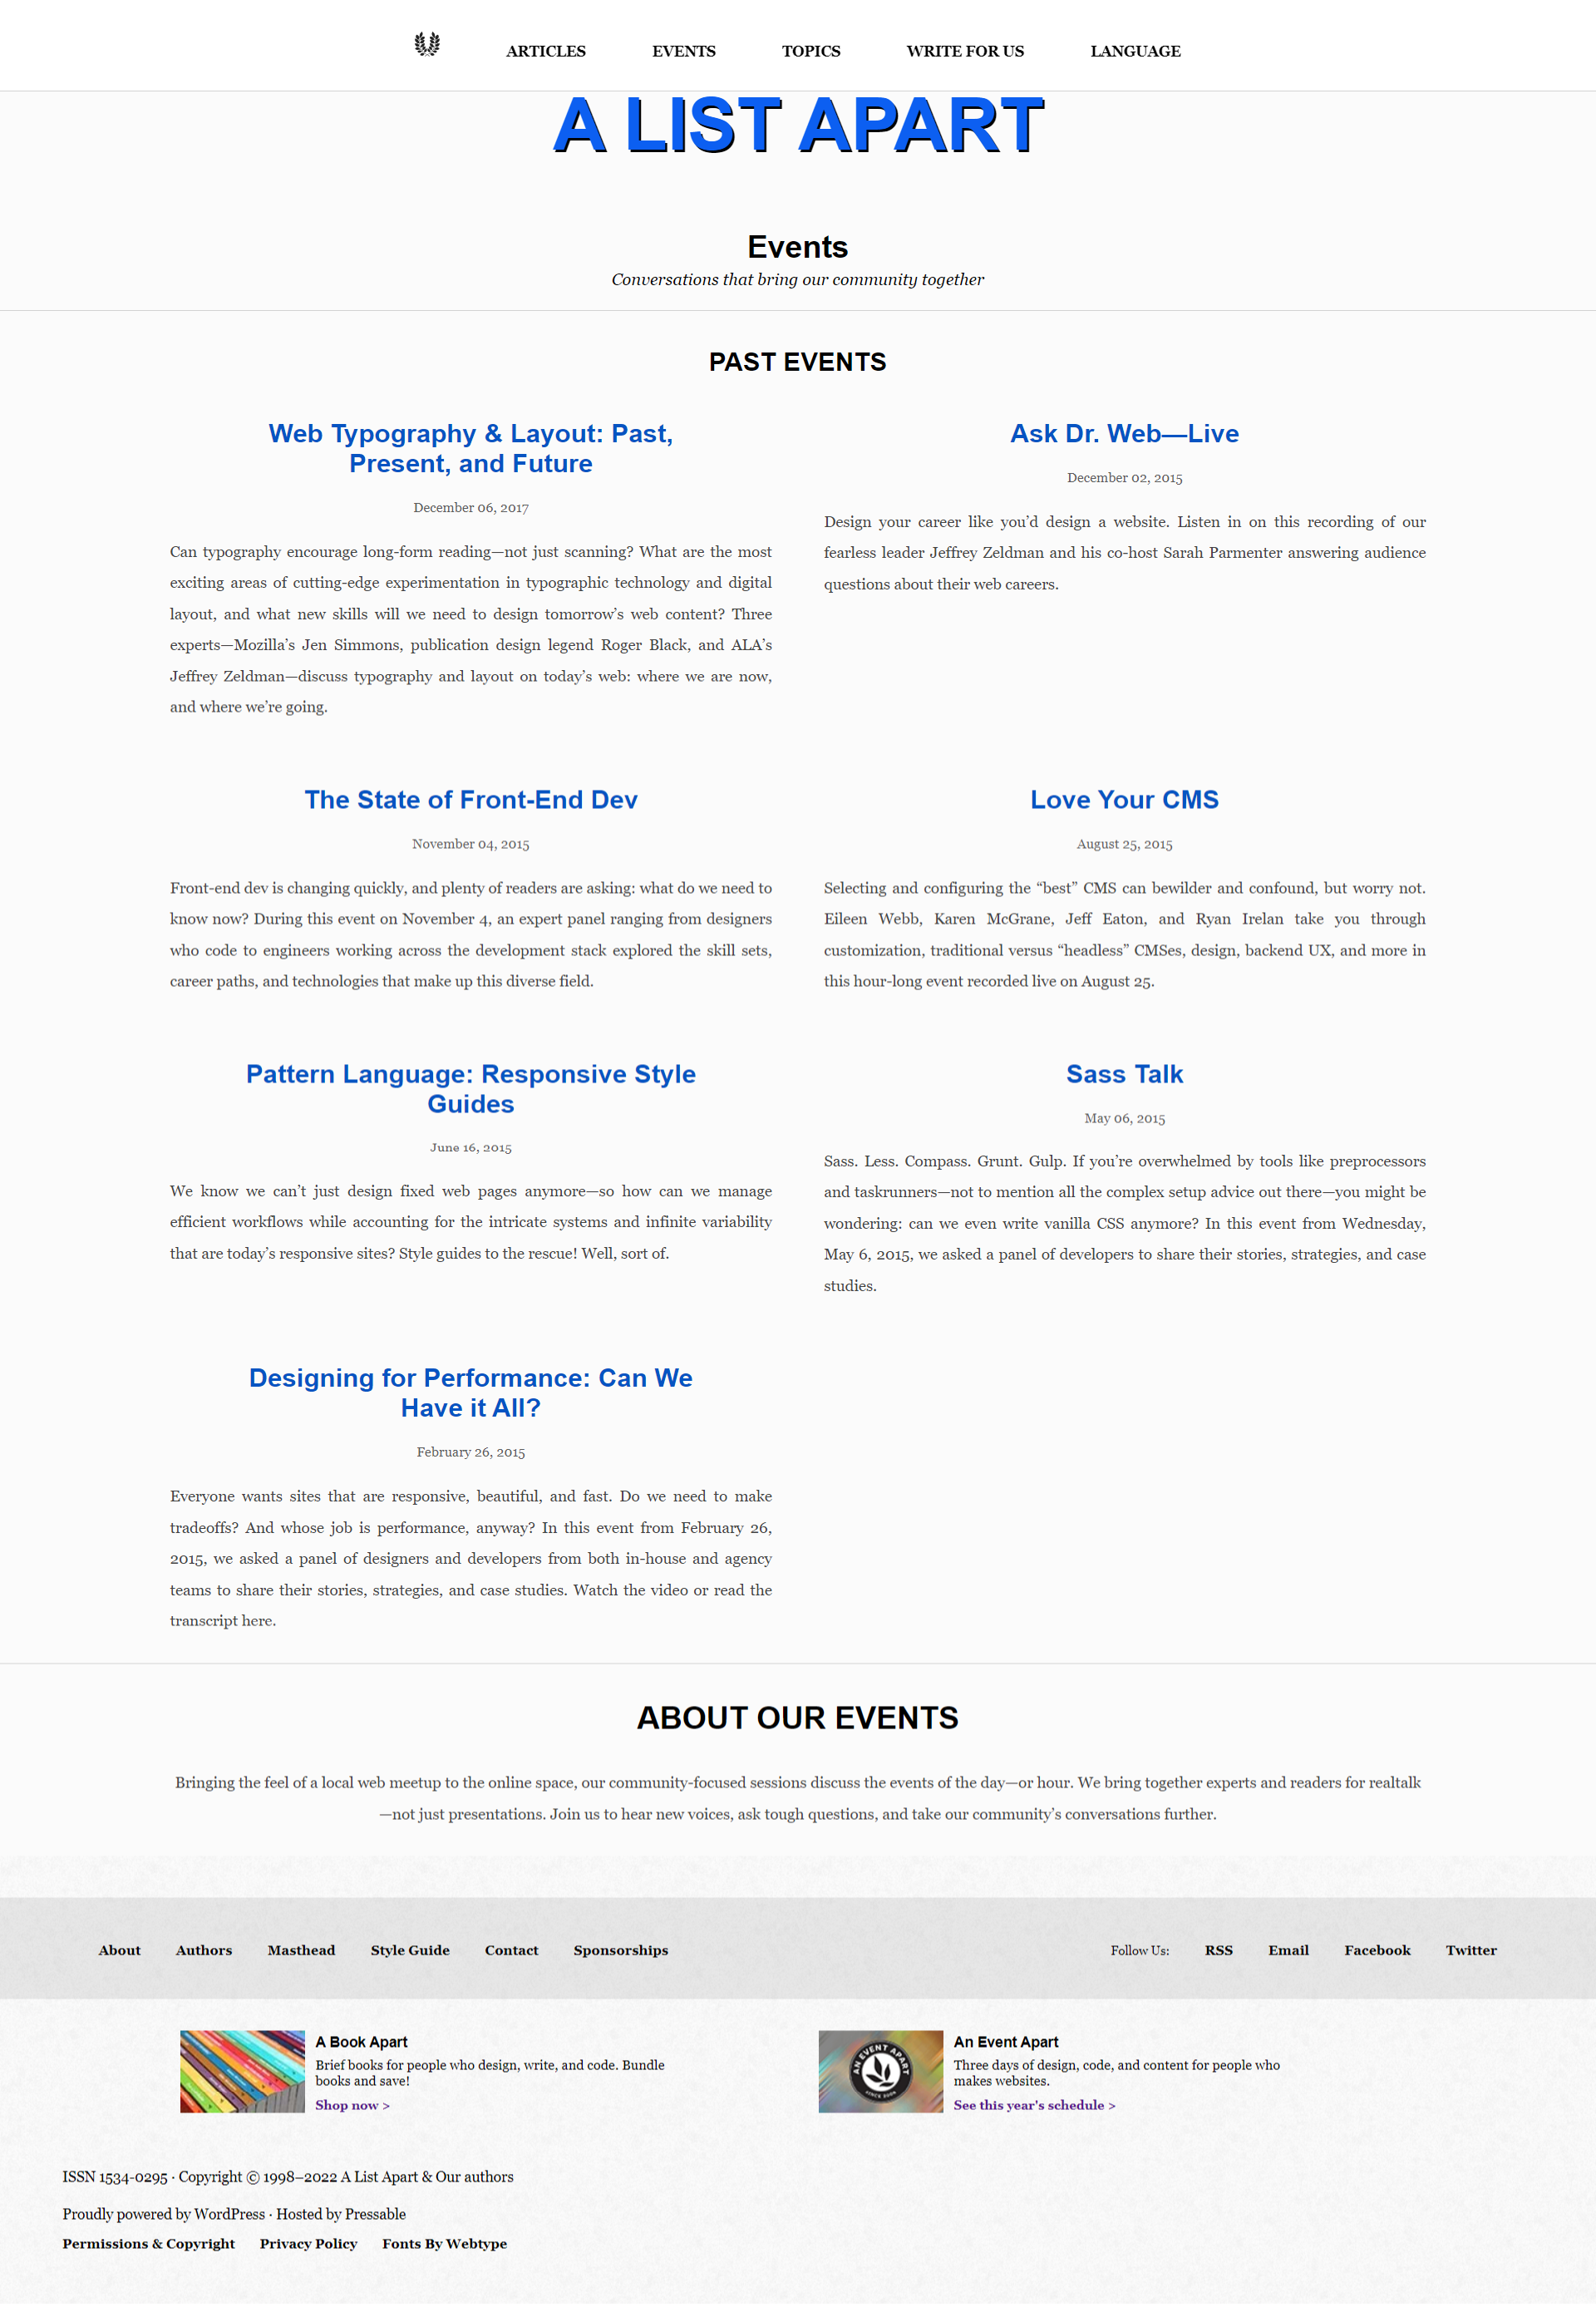 ARTICLES EVENTS TOPICS WRITE FOR US LANGUAGE
A LIST APART
Events
Conversations that bring our community together
PAST EVENTS
Web Typography & Layout: Past,
Present, and Future
December 06, 2017
Can typography encourage long-form reading—not just scanning? What are the most
exciting areas of cutting-edge experimentation in typographic technology and digital
layout, and what new skills will we need to design tomorrow’s web content? Three
experts—Mozilla’s Jen Simmons, publication design legend Roger Black, and ALA’s
Jeffrey Zeldman—discuss typography and layout on today’s web: where we are now,
and where we’re going.
Ask Dr. Web—Live
December 02, 2015
Design your career like you’d design a website. Listen in on this recording of our
fearless leader Jeffrey Zeldman and his co-host Sarah Parmenter answering audience
questions about their web careers.
The State of Front-End Dev
November 04, 2015
Front-end dev is changing quickly, and plenty of readers are asking: what do we need to
know now? During this event on November 4, an expert panel ranging from designers
who code to engineers working across the development stack explored the skill sets,
career paths, and technologies that make up this diverse field.
Love Your CMS
August 25, 2015
Selecting and configuring the “best” CMS can bewilder and confound, but worry not.
Eileen Webb, Karen McGrane, Jeff Eaton, and Ryan Irelan take you through
customization, traditional versus “headless” CMSes, design, backend UX, and more in
this hour-long event recorded live on August 25.
Pattern Language: Responsive Style
Guides
June 16, 2015
We know we can’t just design fixed web pages anymore—so how can we manage
efficient workflows while accounting for the intricate systems and infinite variability
that are today’s responsive sites? Style guides to the rescue! Well, sort of.
Sass Talk
May 06, 2015
Sass. Less. Compass. Grunt. Gulp. If you’re overwhelmed by tools like preprocessors
and taskrunners—not to mention all the complex setup advice out there—you might be
wondering: can we even write vanilla CSS anymore? In this event from Wednesday,
May 6, 2015, we asked a panel of developers to share their stories, strategies, and case
studies.
Designing for Performance: Can We
Have it All?
February 26, 2015
Everyone wants sites that are responsive, beautiful, and fast. Do we need to make
tradeoffs? And whose job is performance, anyway? In this event from February 26,
2015, we asked a panel of designers and developers from both in-house and agency
teams to share their stories, strategies, and case studies. Watch the video or read the
transcript here.
ABOUT OUR EVENTS
Bringing the feel of a local web meetup to the online space, our community-focused sessions discuss the events of the day—or hour. We bring together experts and readers for realtalk
—not just presentations. Join us to hear new voices, ask tough questions, and take our community’s conversations further.
About Authors Masthead Style Guide Contact Sponsorships Follow Us: RSS Email Facebook Twitter
A Book Apart
Brief books for people who design, write, and code. Bundle
books and save!
Shop now >
AN EVENT APART
SINCE 2005
An Event Apart
Three days of design, code, and content for people who
makes websites.
See this year's schedule >
ISSN 1534-0295 · Copyright © 1998–2022 A List Apart & Our authors
Proudly powered by WordPress · Hosted by Pressable
Permissions & Copyright Privacy Policy Fonts By Webtype